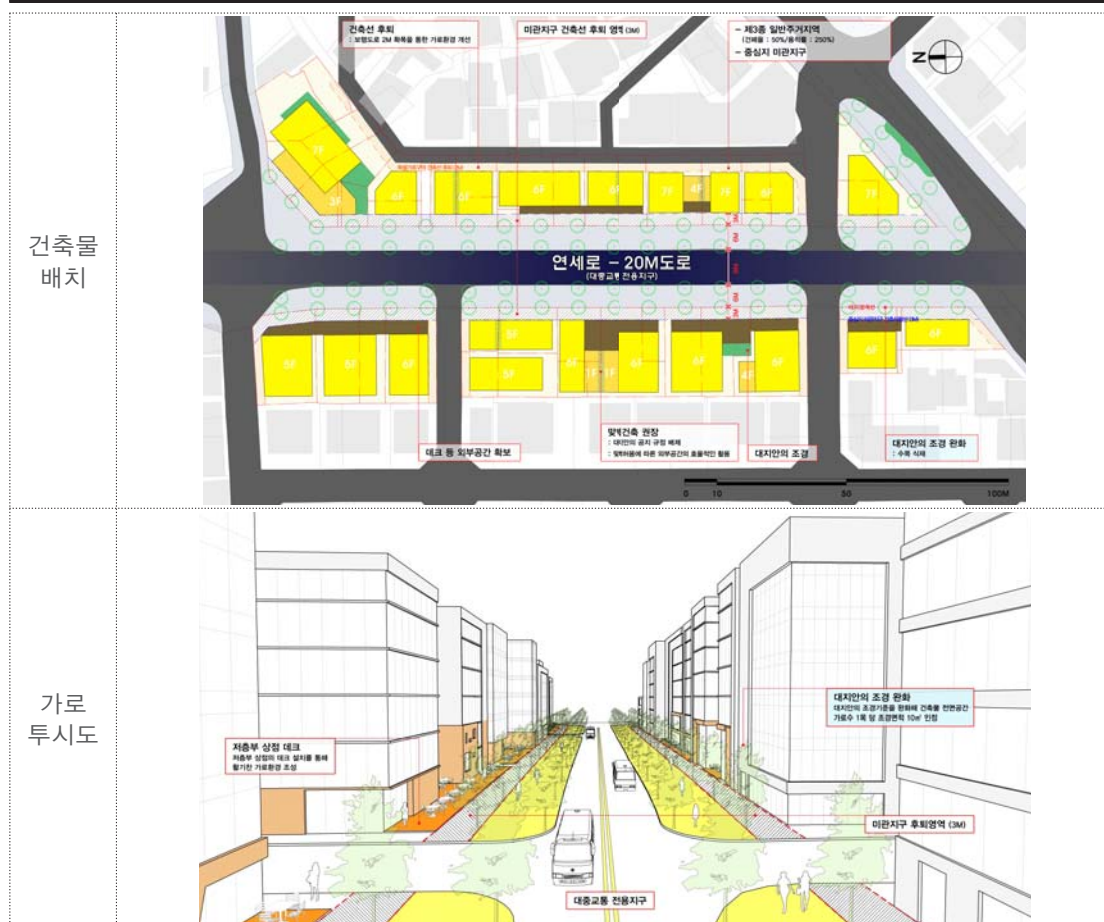 건축물
배치
건축선 후퇴
: 보행도로 2M 확폭을 통한 가로환경 개선
미관지구 건축선 후퇴 영역 (3M)
- 제3종 일반주거지역
(건폐율 : 50%/용적률 : 250%)
- 중심지 미관지구
N
7F
3F
6F
6F
6F
6F
7F
4F
7F
6F
7F
연세로 - 20M도로
(대중교통 전용지구)
5F
5F
6F
5F
5F
6F
1F
1F
6F
6F
4F
6F
6F
6F
데크 등 외부공간 확보
맞벽건축 권장
: 대지안의 공지 규정 배제
: 맞벽허용에 따른 외부공간의 효율적인 활용
대지안의 조경
대지안의 조경 완화
: 수목 식재
0 10 50 100M
가로
투시도
저층부 상점 데크
저층부 상점의 데크 설치를 통해
활기찬 가로환경 조성
대지안의 조경 완화
대지안의 조경기준을 완화해 건축물 전면공간
가로수 1목 당 조경면적 10㎡ 인정
미관지구 후퇴영역 (3M)
대중교통 전용지구